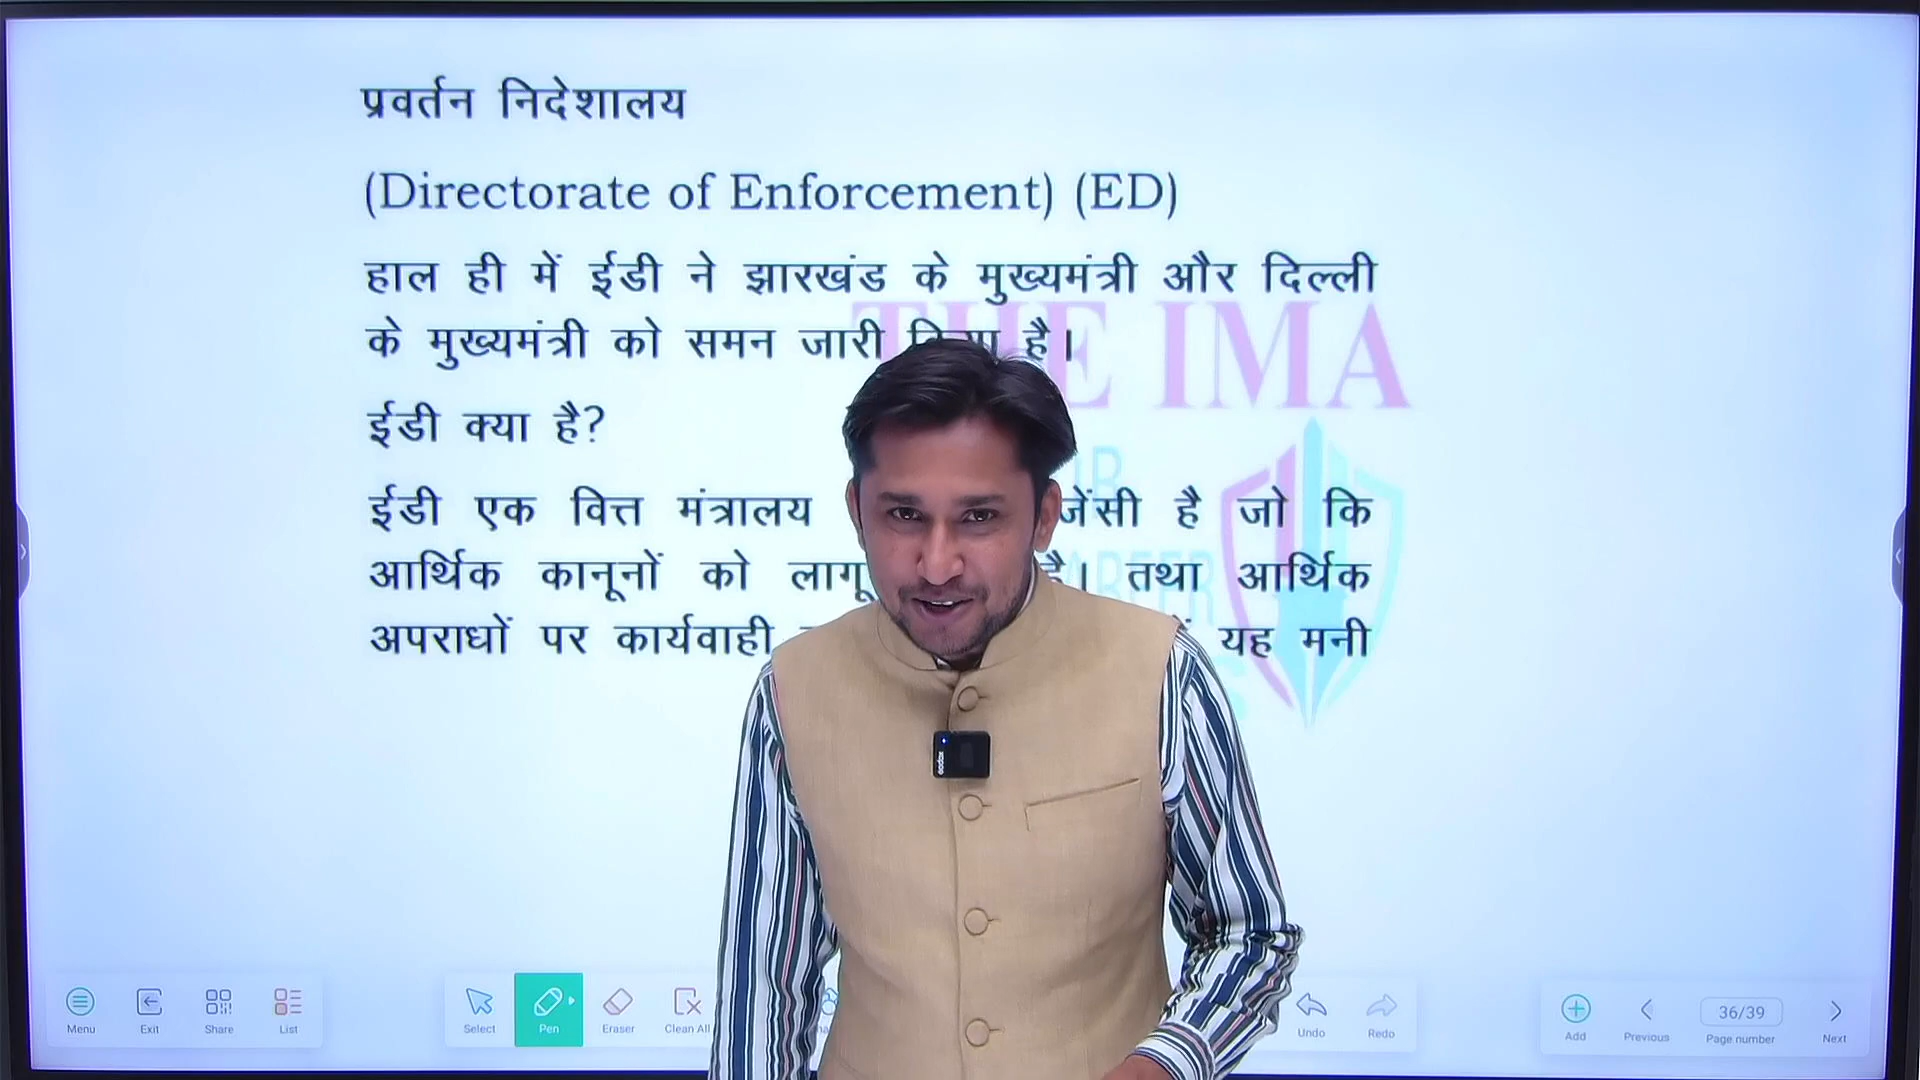 प्रवर्तन निदेशालय
(Directorate of Enforcement) (ED)
हाल ही में ईडी ने झारखंड के मुख्यमंत्री और दिल्ली
के मुख्यमंत्री को समन जारी किया है।
THE IMA
ईडी क्या है?
ईडी एक वित्त मंत्रालय है जो कि
आर्थिक कानूनों को लागू है। तथा आर्थिक
अपराधों पर कार्यवाही यह मनी
godox
Menu
Exit
Share
List
Select
Pen
Eraser
Clean All
Undo
Redo
Add
Previous
36/39
Page number
Next